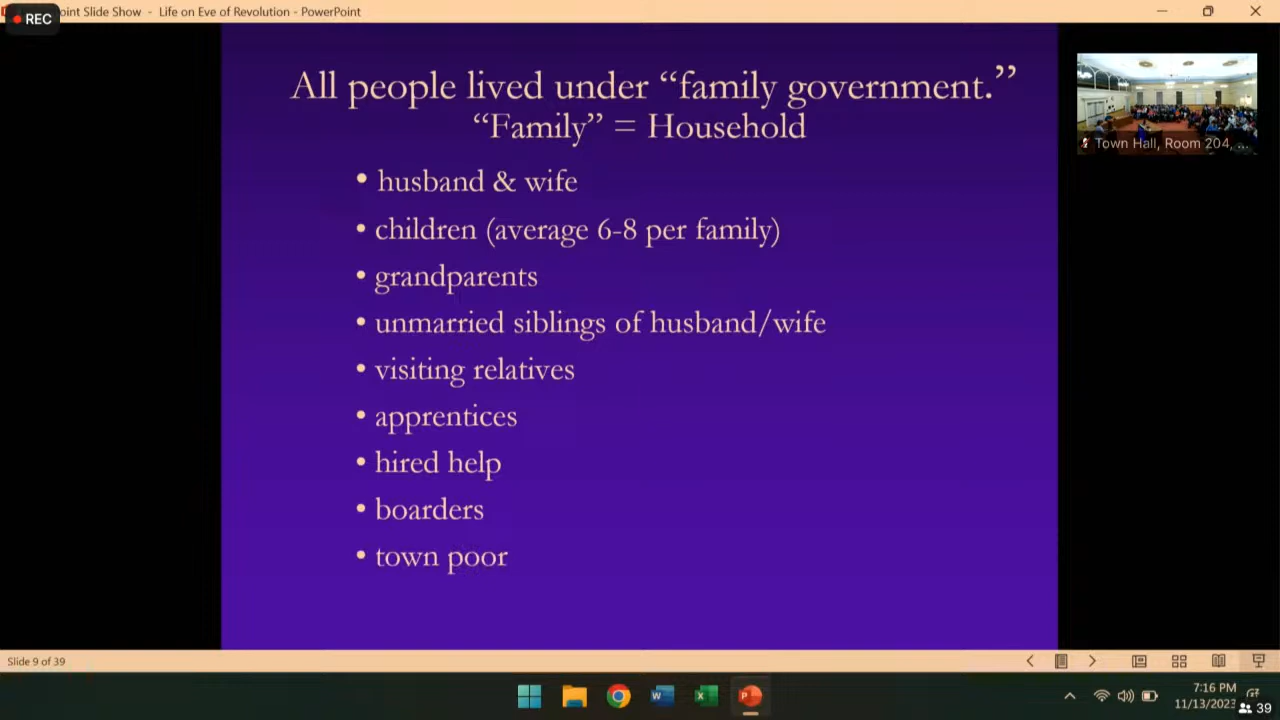 REC
oint Slide Show - Life on Eve of Revolution - PowerPoint
All people lived under “family government.”
“Family” = Household
• husband & wife
• children (average 6-8 per family)
• grandparents
• unmarried siblings of husband/wife
• visiting relatives
• apprentices
• hired help
• boarders
• town poor
Town Hall, Room 204, ...
Slide 9 of 39
7:16 PM
11/13/2023
39